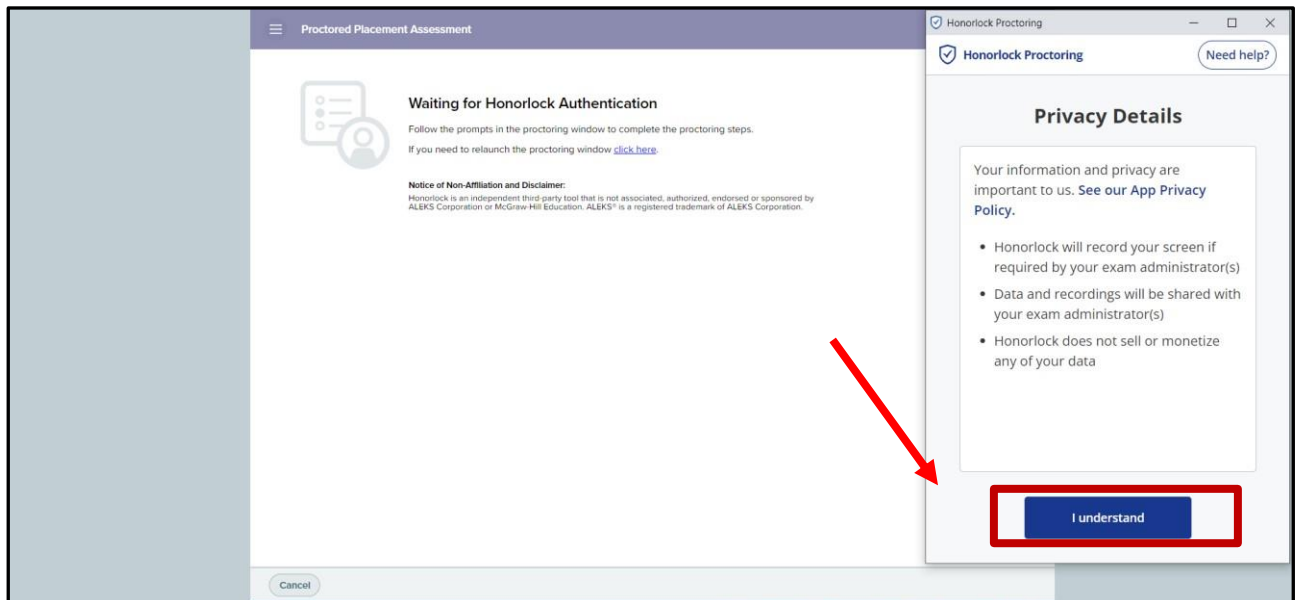 Proctored Placement Assessment
Waiting for Honorlock Authentication
Follow the prompts in the proctoring window to complete the proctoring steps.
If you need to relaunch the proctoring window click here.
Notice of Non-Affiliation and Disclaimer:
Honorlock is an independent third-party tool that is not associated, authorized, endorsed or sponsored by
ALEKS Corporation or McGraw-Hill Education. ALEKS® is a registered trademark of ALEKS Corporation.
Cancel
Honorlock Proctoring
Honorlock Proctoring
Need help?
Privacy Details
Your information and privacy are
important to us. See our App Privacy
Policy.
• Honorlock will record your screen if
required by your exam administrator(s)
• Data and recordings will be shared with
your exam administrator(s)
• Honorlock does not sell or monetize
any of your data
I understand